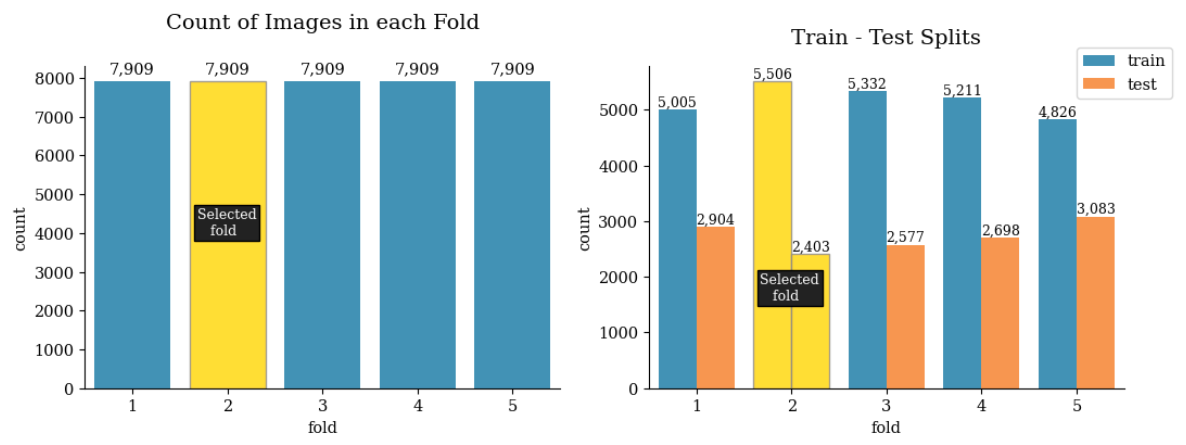 Count of Images in each Fold
7,909 7,909 7,909 7,909 7,909
8000
7000
6000
5000
4000
3000
2000
1000
0
count
Selected
fold
1 2 3 4 5
fold
Train - Test Splits
train
test
5,005 5,506 5,332 5,211 4,826
2,904 2,403 2,577 2,698 3,083
5000
4000
3000
2000
1000
0
count
Selected
fold
1 2 3 4 5
fold